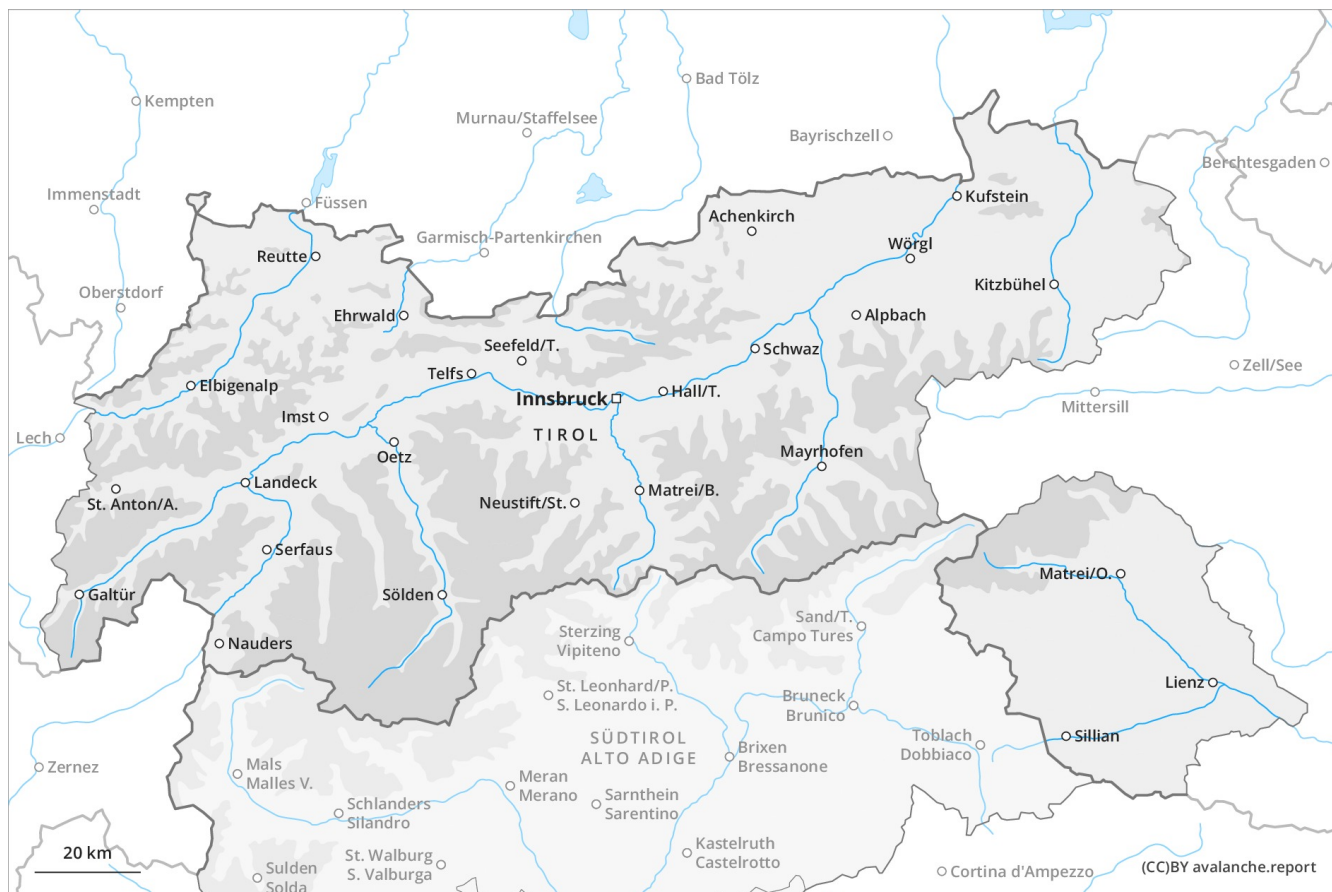 Bad Tölz
Kempten
Murnau/Staffelsee
Bayrischzell
Berchtesgaden
Immenstadt
Füssen
Kufstein
Achenkirch
Garmisch-Partenkirchen
Wörgl
Reutte
Kitzbühel
Oberstdorf
Ehrwald
Alpbach
Seefeld/T.
Schwaz
Zell/See
Telfs
Elbigenalp
Hall/T.
Innsbruck
Mittersill
Imst
TIROL
Lech
Oetz
Mayrhofen
Landeck
Matrei/B.
St. Anton/A.
Neustift/St.
Serfaus
Matrei/O.
Galtür
Sölden
Sand/T.
Campo Tures
Sterzing
Vipiteno
Nauders
Lienz
St. Leonhard/P.
S. Leonardo i. P.
Bruneck
Brunico
Sillian
Toblach
Dobbiaco
SÜDTIROL
ALTO ADIGE
Brixen
Bressanone
Zernez
Mals
Malles V.
Meran
Merano
Sarnthein
Sarentino
Schlanders
Silandro
Kastelruth
Castelrotto
20 km
St. Walburg
S. Valburga
Sulden
Solda
Cortina d'Ampezzo
(CC)BY avalanche.report